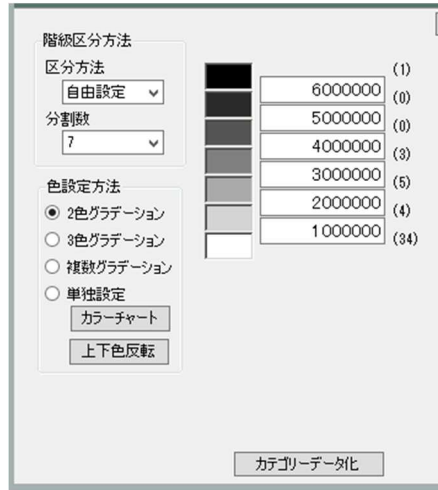 階級区分方法
区分方法
自由設定
分割数
7
色設定方法
2色グラデーション
3色グラデーション
複数グラデーション
単独設定
カラーチャート
上下色反転
(1)
6000000
(0)
5000000
(0)
4000000
(3)
3000000
(5)
2000000
(4)
1000000
(34)
カテゴリーデータ化